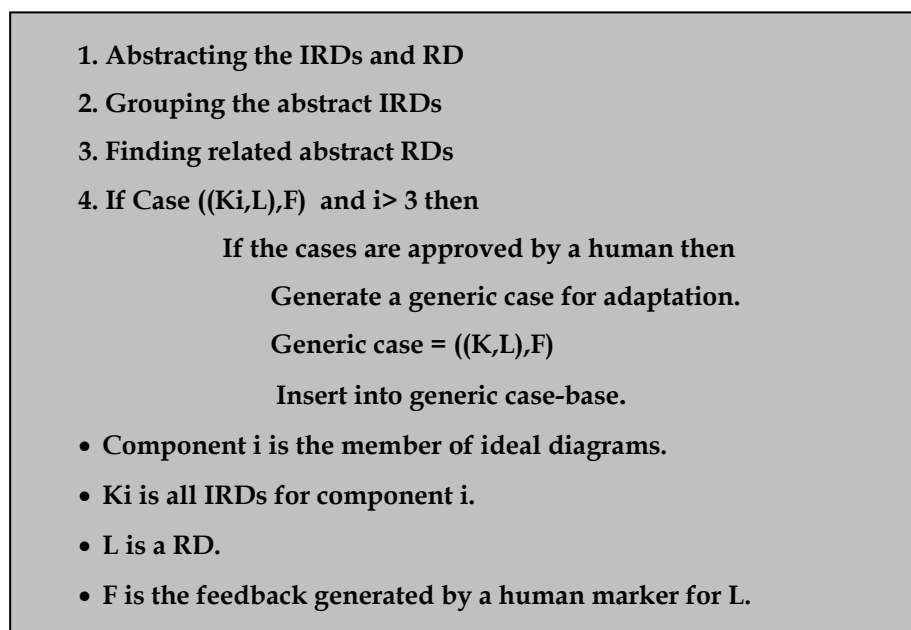 1. Abstracting the IRDs and RD
2. Grouping the abstract IRDs
3. Finding related abstract RDs
4. If Case ((Ki,L),F) and i> 3 then
If the cases are approved by a human then
Generate a generic case for adaptation.
Generic case = ((K,L),F)
Insert into generic case-base.
• Component i is the member of ideal diagrams.
• Ki is all IRDs for component i.
• L is a RD.
• F is the feedback generated by a human marker for L.